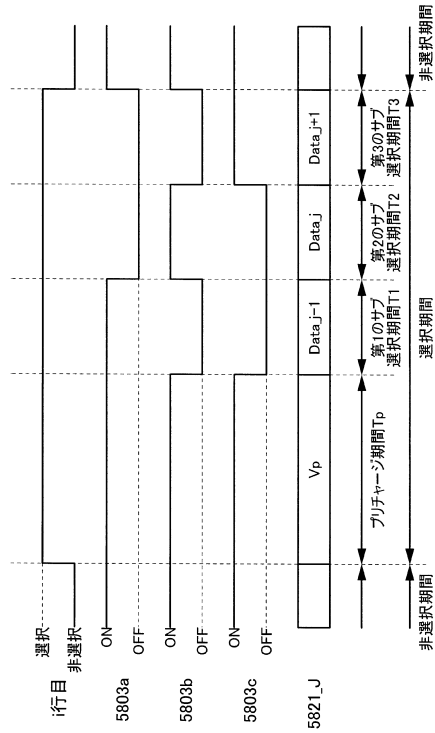 i行目
選択
非選択
5803a
ON
OFF
5803b
ON
OFF
5803c
ON
OFF
5821_J
Vp
Data_j−1
Data_j
Data_j+1
プリチャージ期間Tp
第1のサブ
選択期間T1
第2のサブ
選択期間T2
第3のサブ
選択期間T3
非選択期間
選択期間
非選択期間